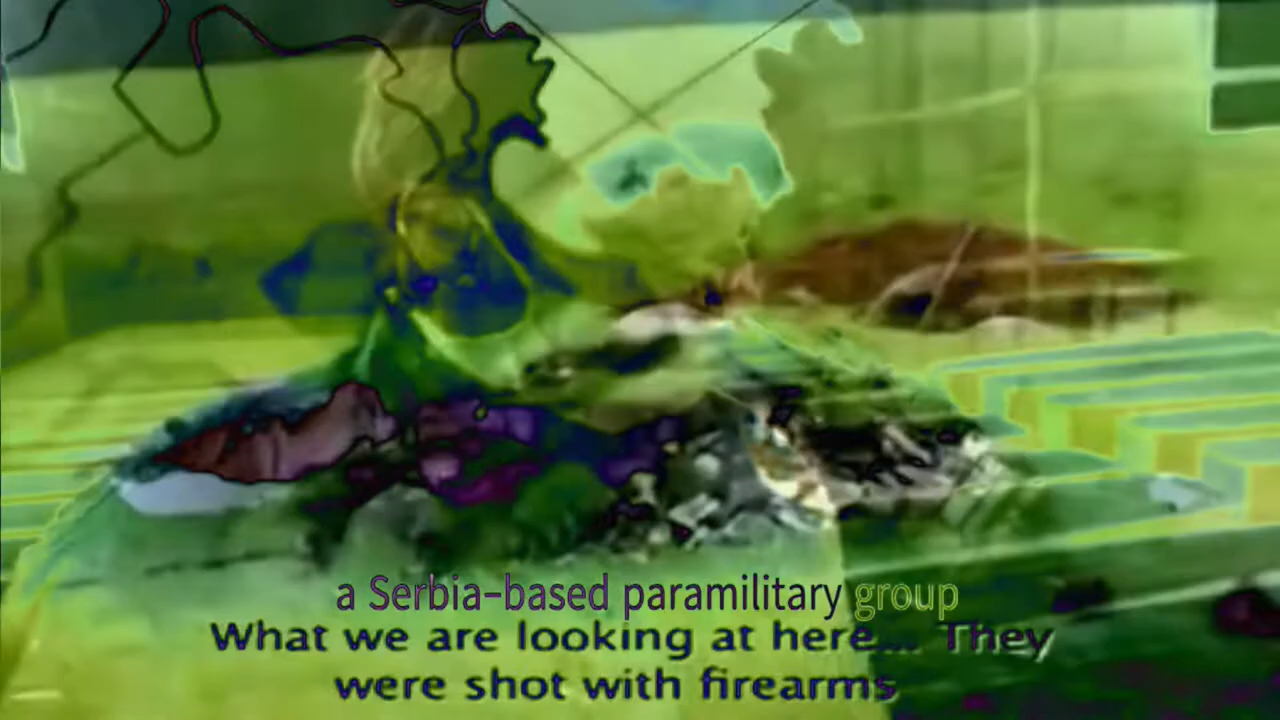 a Serbia-based paramilitary group
What we are looking at here... They
were shot with firearms